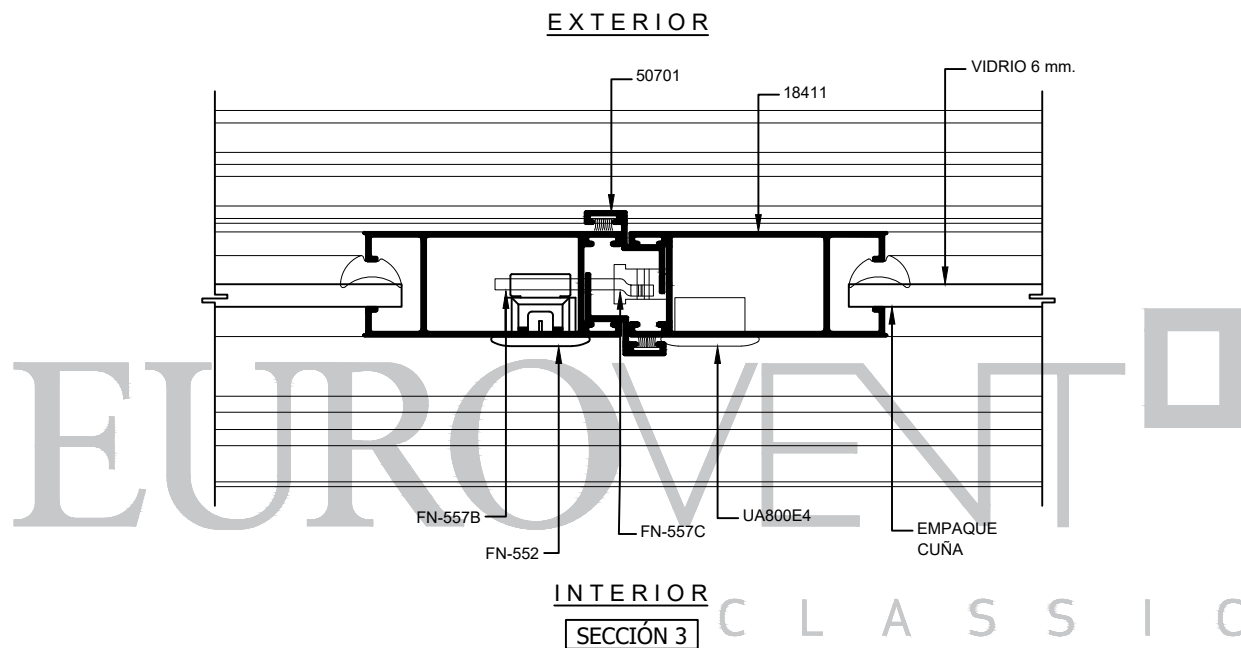 EXTERIOR
50701
VIDRIO 6 mm.
18411
EUROVENT
FN-557B
FN-552
FN-557C
UA800E4
EMPAQUE
CUÑA
INTERIOR
SECCIÓN 3
CLASSIC